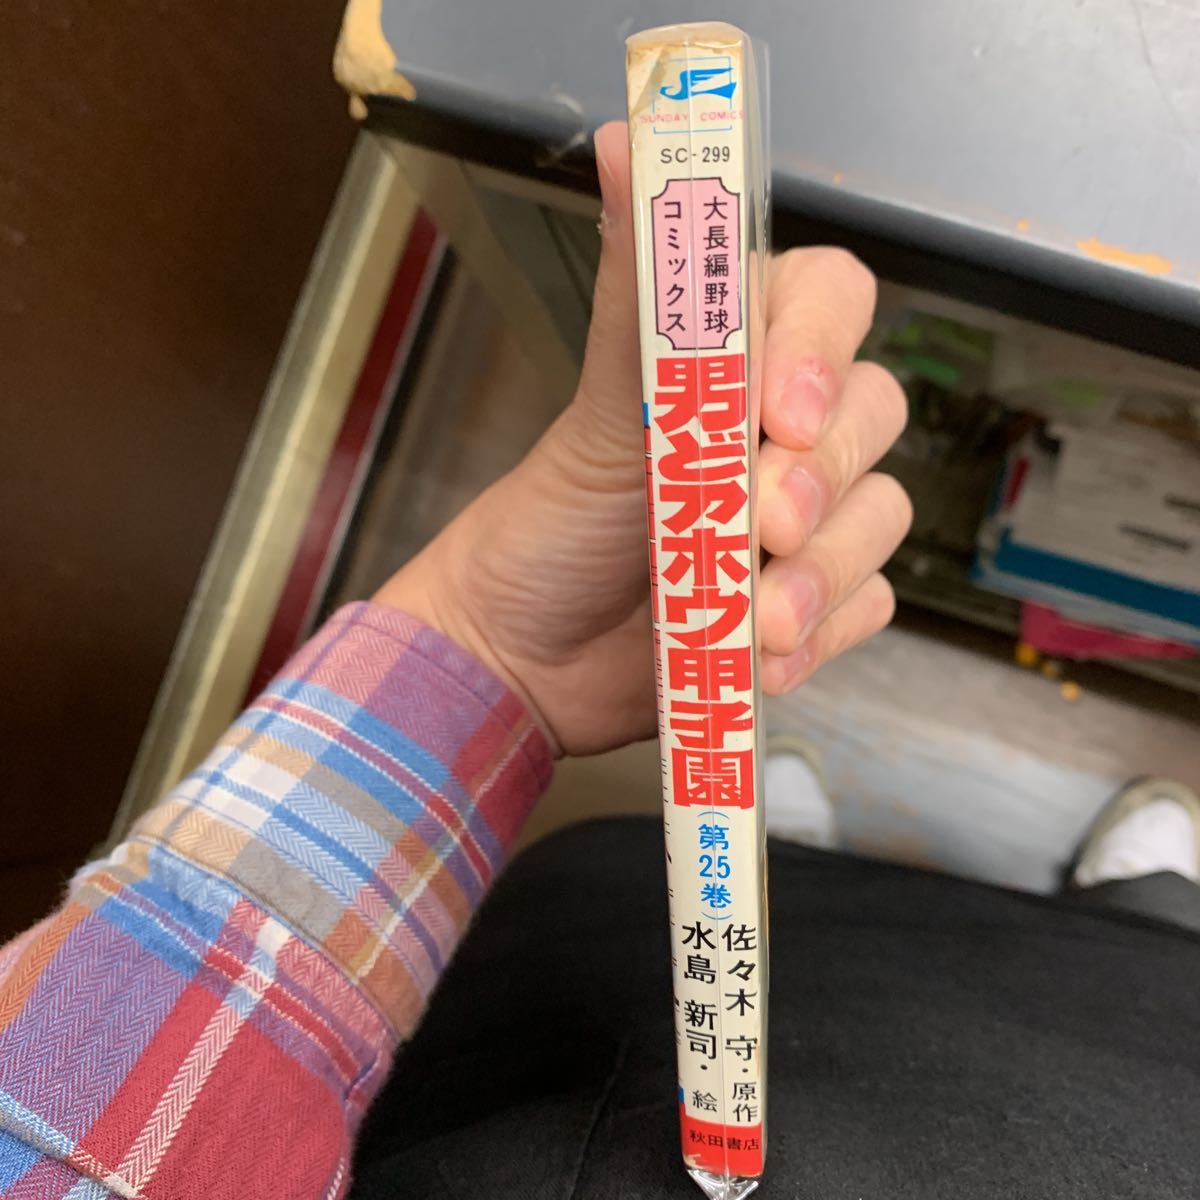 SUNDAY COMICS
SC-299
大長編野球
コミックス
男どアホウ甲子園
(第25巻)
佐々木 守・原作
水島 新司・絵
秋田書店